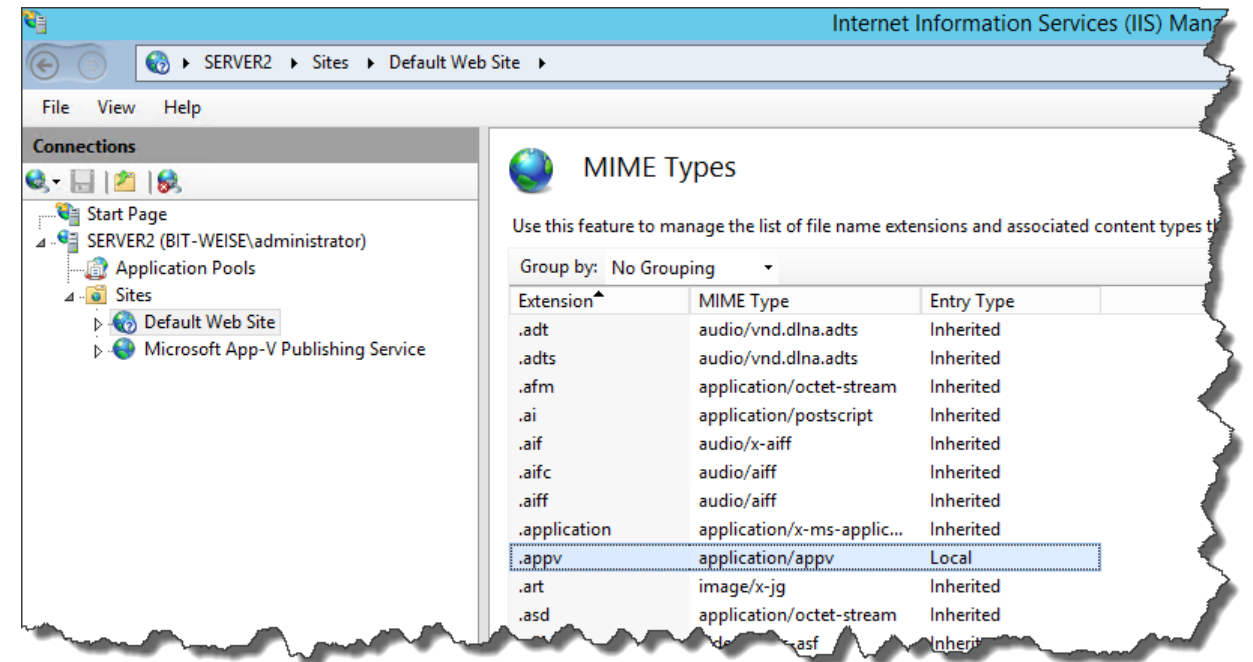 Internet Information Services (IIS)
SERVER2 Sites Default Web Site
File View Help
Connections
Start Page
SERVER2 (BIT-WEISE\administrator)
Application Pools
Sites
Default Web Site
Microsoft App-V Publishing Service
MIME Types
Use this feature to manage the list of file name extensions and associated content types
Group by: No Grouping
Extension MIME Type Entry Type
.adt audio/vnd.dlna.adts Inherited
.adts audio/vnd.dlna.adts Inherited
.afm application/octet-stream Inherited
.ai application/postscript Inherited
.aif audio/x-aiff Inherited
.aifc audio/aiff Inherited
.aiff audio/aiff Inherited
.application application/x-ms-applic... Inherited
.appv application/appv Local
.art image/x-jg Inherited
.asd application/octet-stream Inherited